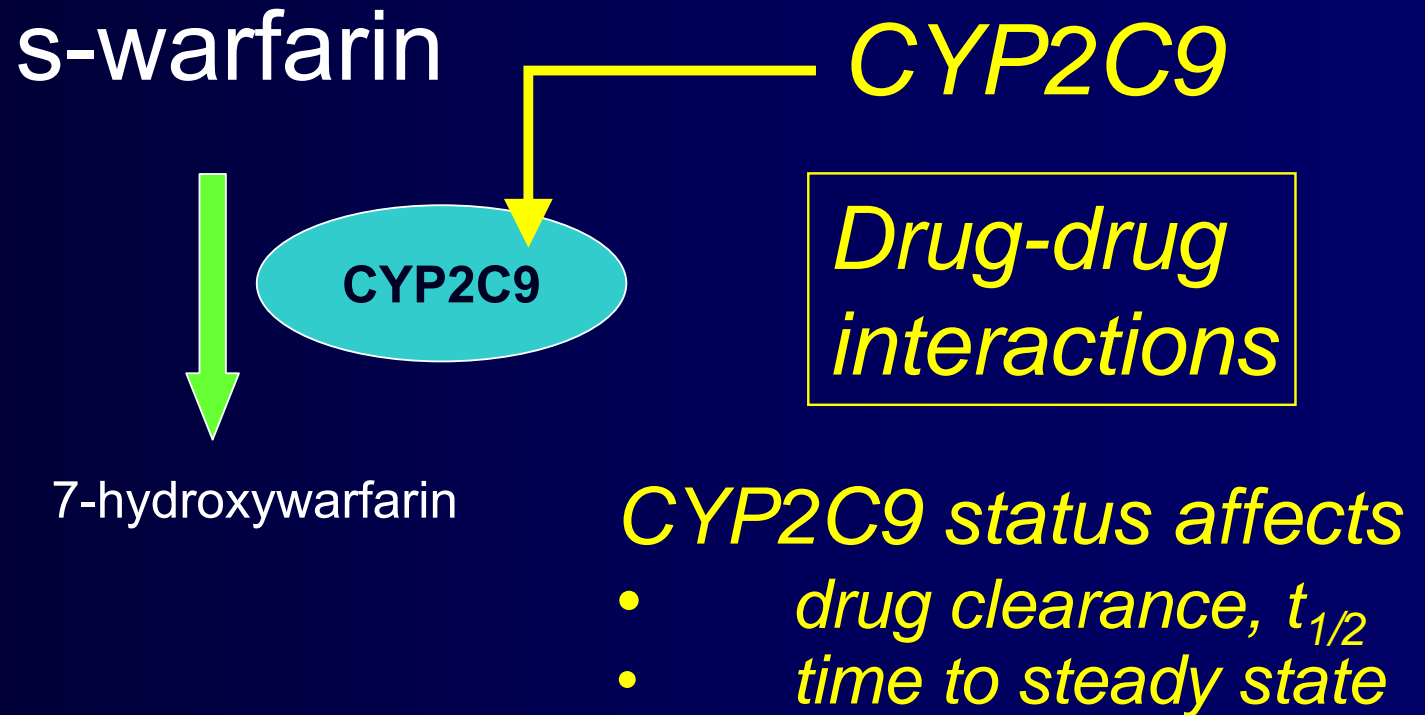 s-warfarin
CYP2C9
CYP2C9
Drug-drug
interactions
7-hydroxywarfarin
CYP2C9 status affects
• drug clearance, t1/2
• time to steady state